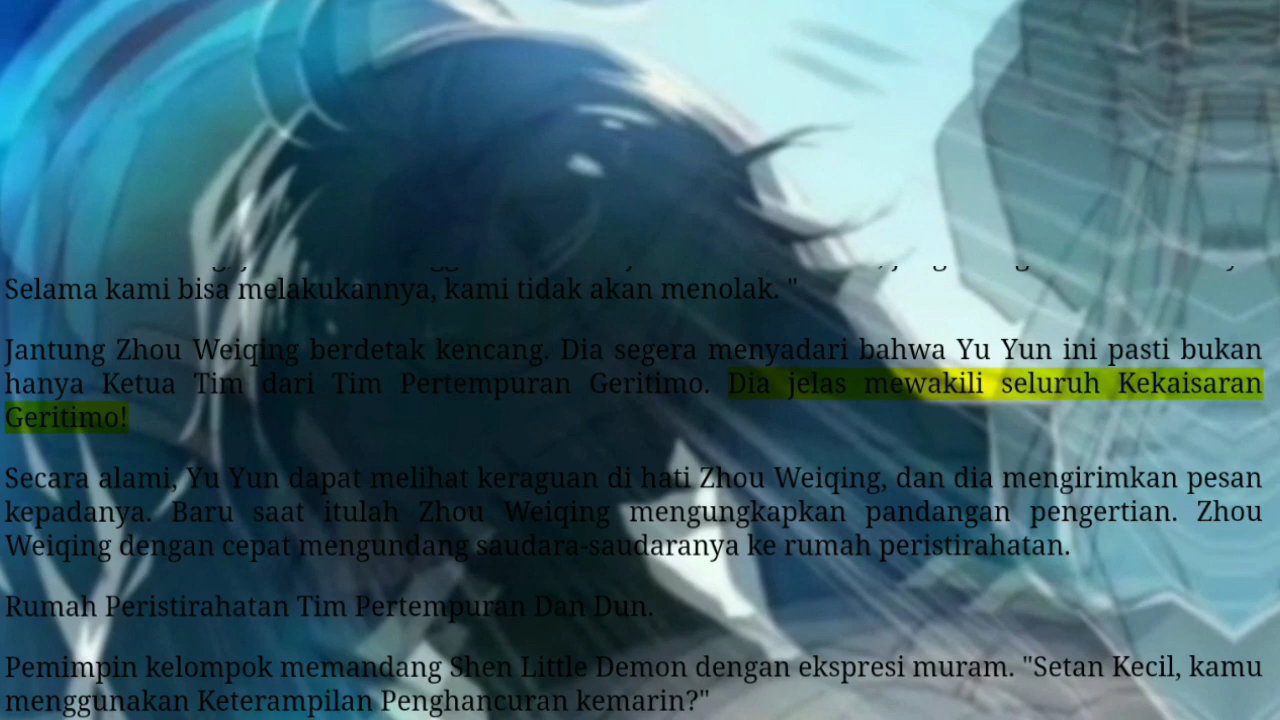 Selama kami bisa melakukannya, kami tidak akan menolak. "
Jantung Zhou Weiqing berdetak kencang. Dia segera menyadari bahwa Yu Yun ini pasti bukan
hanya Ketua Tim dari Tim Pertempuran Geritimo. Dia jelas mewakili seluruh Kekaisaran
Geritimo!
Secara alami, Yu Yun dapat melihat keraguan di hati Zhou Weiqing, dan dia mengirimkan pesan
kepadanya. Baru saat itulah Zhou Weiqing mengungkapkan pandangan pengertian. Zhou
Weiqing dengan cepat mengundang saudara-saudaranya ke rumah peristirahatan.
Rumah Peristirahatan Tim Pertempuran Dan Dun.
Pemimpin kelompok memandang Shen Little Demon dengan ekspresi muram. "Setan Kecil, kamu
menggunakan Keterampilan Penghancuran kemarin?"